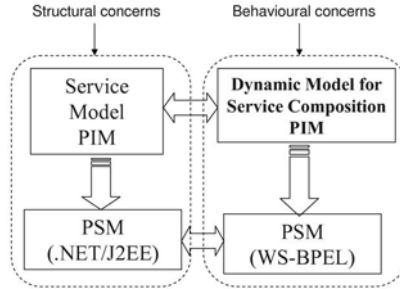 Structural concerns
Behavioural concerns
Service
Model
PIM
Dynamic Model for
Service Composition
PIM
PSM
(.NET/J2EE)
PSM
(WS-BPEL)